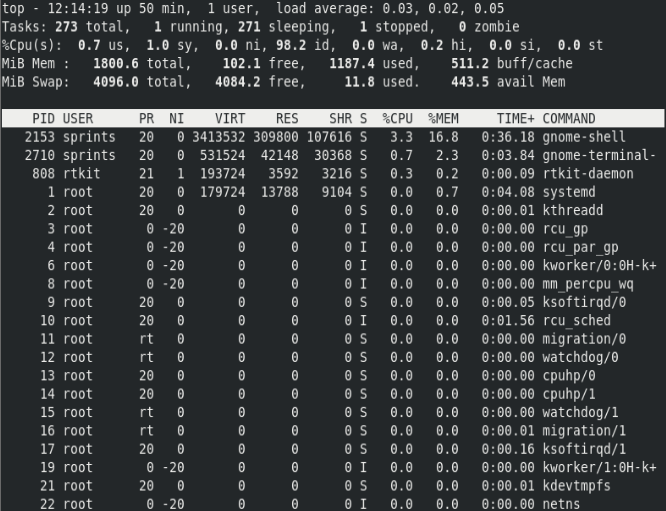 top - 12:14:19 up 50 min,  1 user,  load average: 0.03, 0.02, 0.05
Tasks: 273 total,   1 running, 271 sleeping,   1 stopped,   0 zombie
%Cpu(s):  0.7 us,  1.0 sy,  0.0 ni, 98.2 id,  0.0 wa,  0.2 hi,  0.0 si,  0.0 st
MiB Mem :   1800.6 total,    102.1 free,   1187.4 used,    511.2 buff/cache
MiB Swap:   4096.0 total,   4084.2 free,     11.8 used.    443.5 avail Mem
PID USER      PR  NI    VIRT    RES    SHR S  %CPU  %MEM     TIME+ COMMAND
2153 sprints   20   0 3413532 309800 107616 S   3.3  16.8   0:36.18 gnome-shell
2710 sprints   20   0  531524  42148  30368 S   0.7   2.3   0:03.84 gnome-terminal-
808 rtkit     21   1  193724   3592   3216 S   0.3   0.2   0:00.09 rtkit-daemon
1 root      20   0  179724  13788   9104 S   0.0   0.7   0:04.08 systemd
2 root      20   0       0      0      0 S   0.0   0.0   0:00.01 kthreadd
3 root       0 -20       0      0      0 I   0.0   0.0   0:00.00 rcu_gp
4 root       0 -20       0      0      0 I   0.0   0.0   0:00.00 rcu_par_gp
6 root       0 -20       0      0      0 I   0.0   0.0   0:00.00 kworker/0:0H-k+
8 root       0 -20       0      0      0 I   0.0   0.0   0:00.00 mm_percpu_wq
9 root      20   0       0      0      0 S   0.0   0.0   0:00.05 ksoftirqd/0
10 root      20   0       0      0      0 I   0.0   0.0   0:01.56 rcu_sched
11 root      rt   0       0      0      0 S   0.0   0.0   0:00.00 migration/0
12 root      rt   0       0      0      0 S   0.0   0.0   0:00.00 watchdog/0
13 root      20   0       0      0      0 S   0.0   0.0   0:00.00 cpuhp/0
14 root      20   0       0      0      0 S   0.0   0.0   0:00.00 cpuhp/1
15 root      rt   0       0      0      0 S   0.0   0.0   0:00.00 watchdog/1
16 root      rt   0       0      0      0 S   0.0   0.0   0:00.01 migration/1
17 root      20   0       0      0      0 S   0.0   0.0   0:00.16 ksoftirqd/1
19 root       0 -20       0      0      0 I   0.0   0.0   0:00.00 kworker/1:0H-k+
21 root      20   0       0      0      0 S   0.0   0.0   0:00.01 kdevtmpfs
22 root       0 -20       0      0      0 I   0.0   0.0   0:00.00 netns